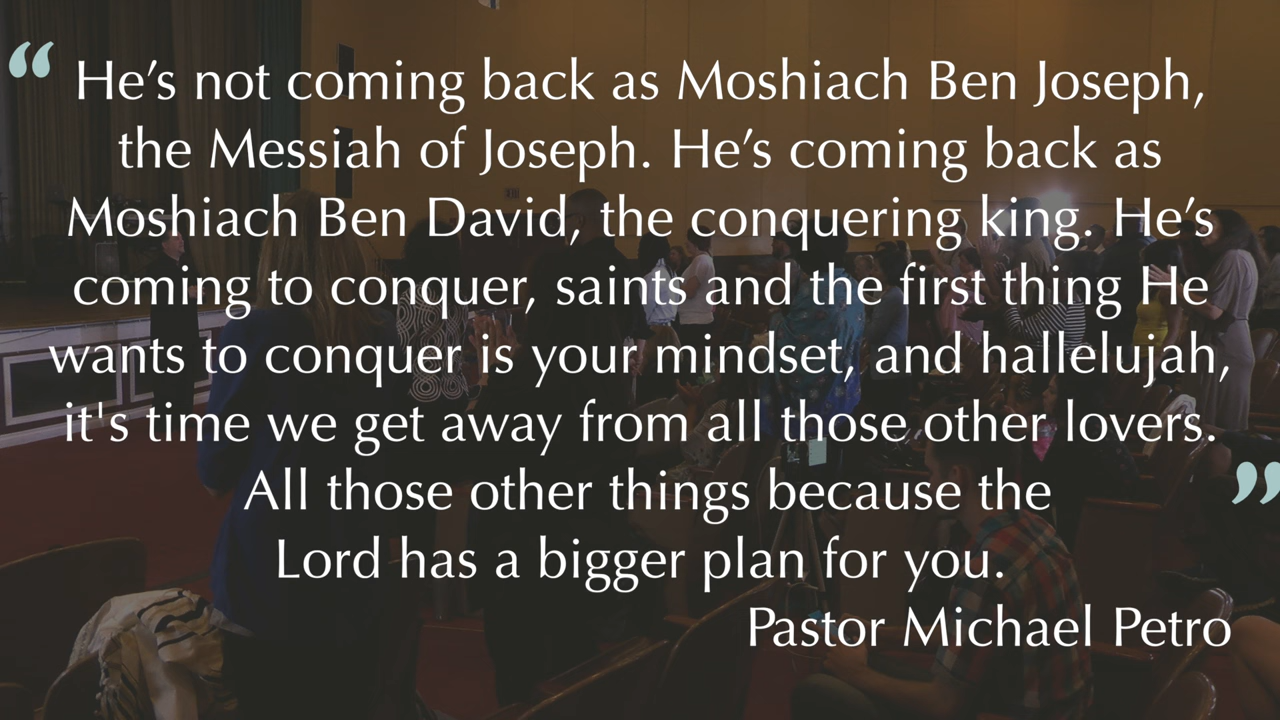 “He’s not coming back as Moshiach Ben Joseph,
the Messiah of Joseph. He’s coming back as
Moshiach Ben David, the conquering king. He’s
coming to conquer, saints and the first thing He
wants to conquer is your mindset, and hallelujah,
it's time we get away from all those other lovers.
All those other things because the
Lord has a bigger plan for you.”
Pastor Michael Petro